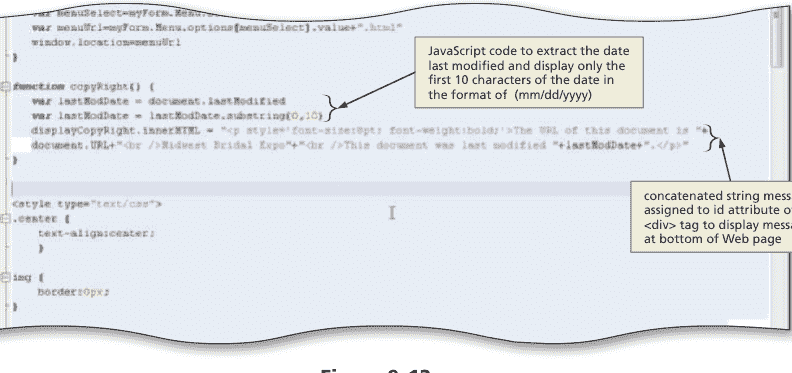 var menuSelect=myForm.Menu.
var menuUrl=myForm.Menu.options[menuSelect].value+".html"
window.location=menuUrl
}
function copyRight() {
var lastModDate = document.lastModified
var lastModDate = lastModDate.substring(0,10)
displayCopyRight.innerHTML = "<p style='font-size:8pt; font-weight:bold;'>The URL of this document is "+
document.URL+"<br />Midwest Bridal Expo"+"<br />This document was last modified "+lastModDate+".</p>"
}
<style type="text/css">
.center {
text-align:center;
}
img {
border:0px;
}
JavaScript code to extract the date
last modified and display only the
first 10 characters of the date in
the format of (mm/dd/yyyy)
concatenated string mess
assigned to id attribute o
<div> tag to display messa
at bottom of Web page